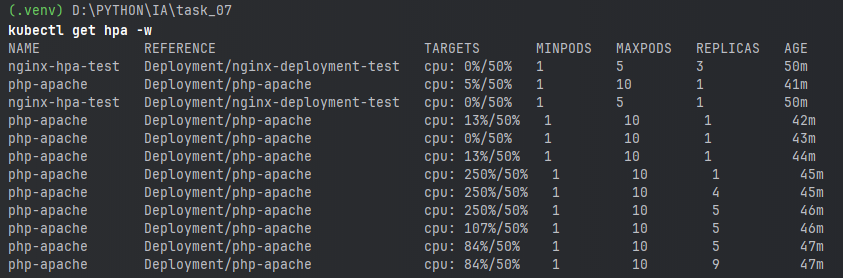 (.venv) D:\PYTHON\IA\task_07
kubectl get hpa -w
NAME REFERENCE TARGETS MINPODS MAXPODS REPLICAS AGE
nginx-hpa-test Deployment/nginx-deployment-test cpu: 0%/50% 1 5 3 50m
php-apache Deployment/php-apache cpu: 5%/50% 1 10 1 41m
nginx-hpa-test Deployment/nginx-deployment-test cpu: 0%/50% 1 5 1 50m
php-apache Deployment/php-apache cpu: 13%/50% 1 10 1 42m
php-apache Deployment/php-apache cpu: 0%/50% 1 10 1 43m
php-apache Deployment/php-apache cpu: 13%/50% 1 10 1 44m
php-apache Deployment/php-apache cpu: 250%/50% 1 10 1 45m
php-apache Deployment/php-apache cpu: 250%/50% 1 10 4 45m
php-apache Deployment/php-apache cpu: 250%/50% 1 10 5 46m
php-apache Deployment/php-apache cpu: 107%/50% 1 10 5 46m
php-apache Deployment/php-apache cpu: 84%/50% 1 10 5 47m
php-apache Deployment/php-apache cpu: 84%/50% 1 10 9 47m